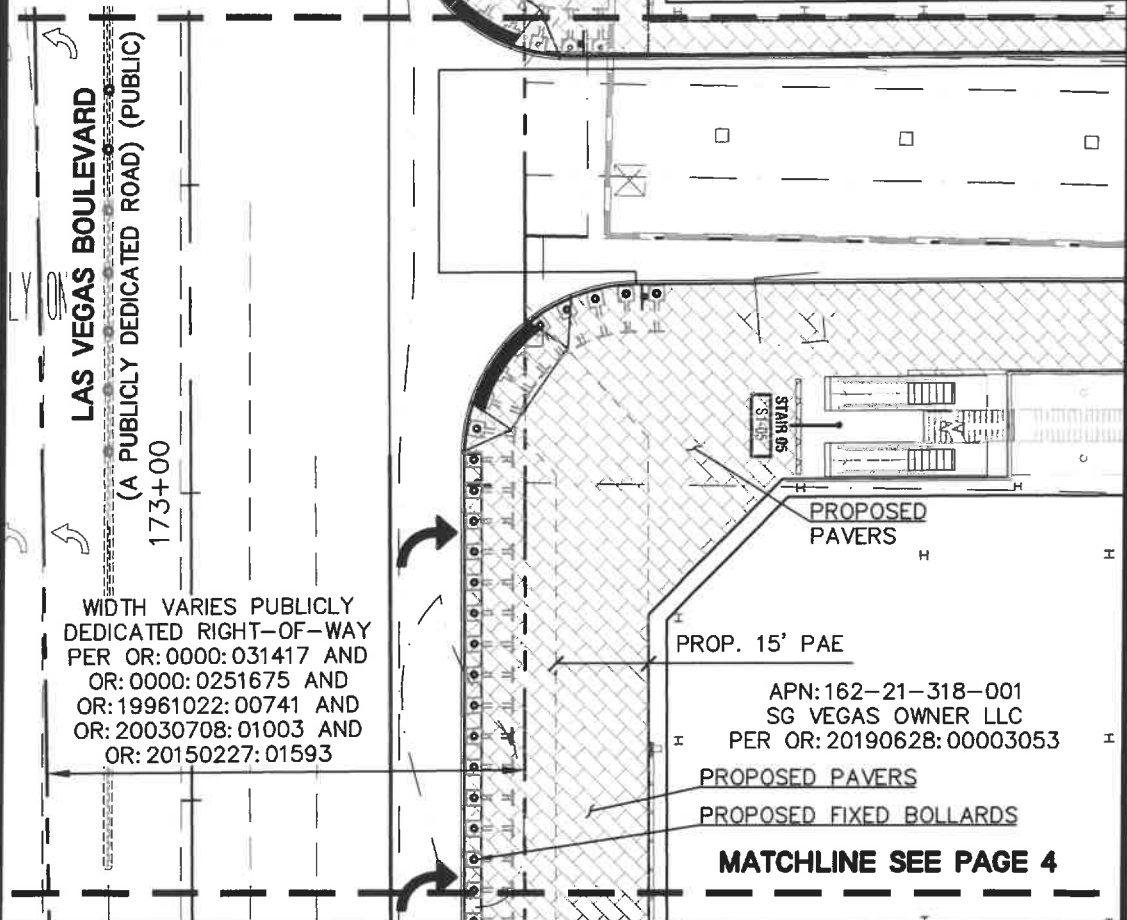 LAS VEGAS BOULEVARD
(A PUBLICLY DEDICATED ROAD) (PUBLIC)
173+00
LY ON
STAIR 05
S1-05
PROPOSED
PAVERS
WIDTH VARIES PUBLICLY
DEDICATED RIGHT-OF-WAY
PER OR:0000:031417 AND
OR:0000:0251675 AND
OR:19961022:00741 AND
OR:20030708:01003 AND
OR:20150227:01593
PROP. 15' PAE
APN:162-21-318-001
SG VEGAS OWNER LLC
PER OR:20190628:00003053
PROPOSED PAVERS
PROPOSED FIXED BOLLARDS
MATCHLINE SEE PAGE 4